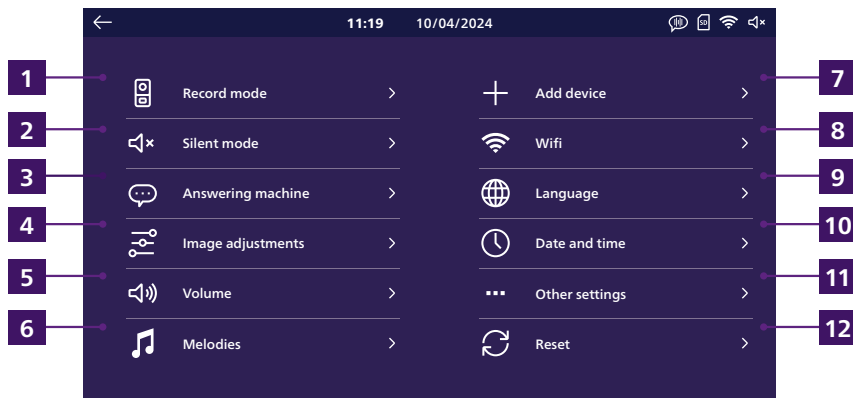 11:19 10/04/2024 SD
1 Record mode 7 Add device
2 Silent mode 8 Wifi
3 Answering machine 9 Language
4 Image adjustments 10 Date and time
5 Volume 11 Other settings
6 Melodies 12 Reset